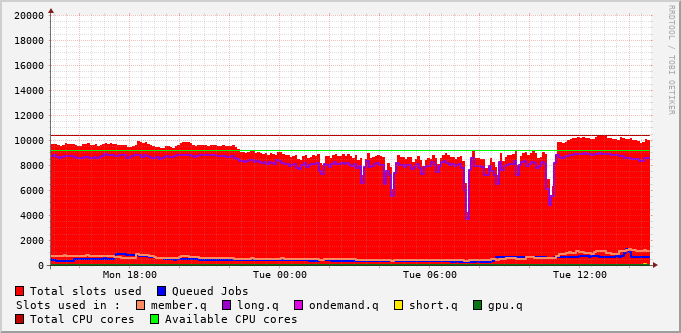 20000
18000
16000
14000
12000
10000
8000
6000
4000
2000
0
Mon 18:00 Tue 00:00 Tue 06:00 Tue 12:00
Total slots used Queued Jobs
Slots used in : member.q long.q ondemand.q short.q gpu.q
Total CPU cores Available CPU cores
RRDTOOL / TOBI OETIKER